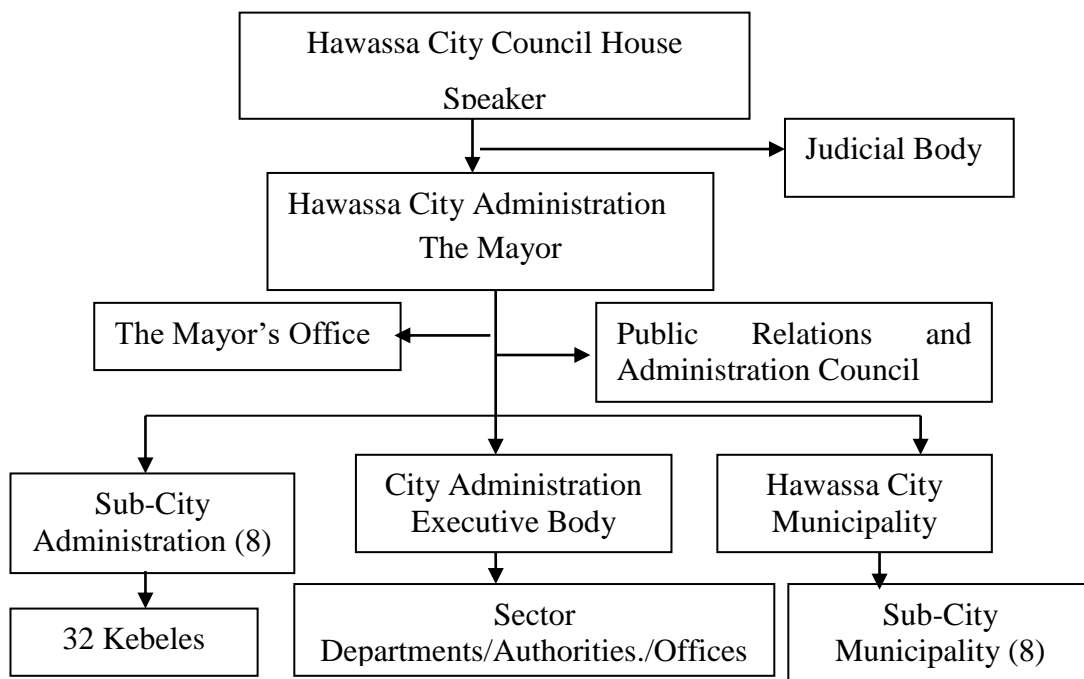 Hawassa City Council House
Speaker
Judicial Body
Hawassa City Administration
The Mayor
The Mayor’s Office
Public Relations and
Administration Council
Sub-City
Administration (8)
City Administration
Executive Body
Hawassa City
Municipality
32 Kebeles
Sector
Departments/Authorities./Offices
Sub-City
Municipality (8)